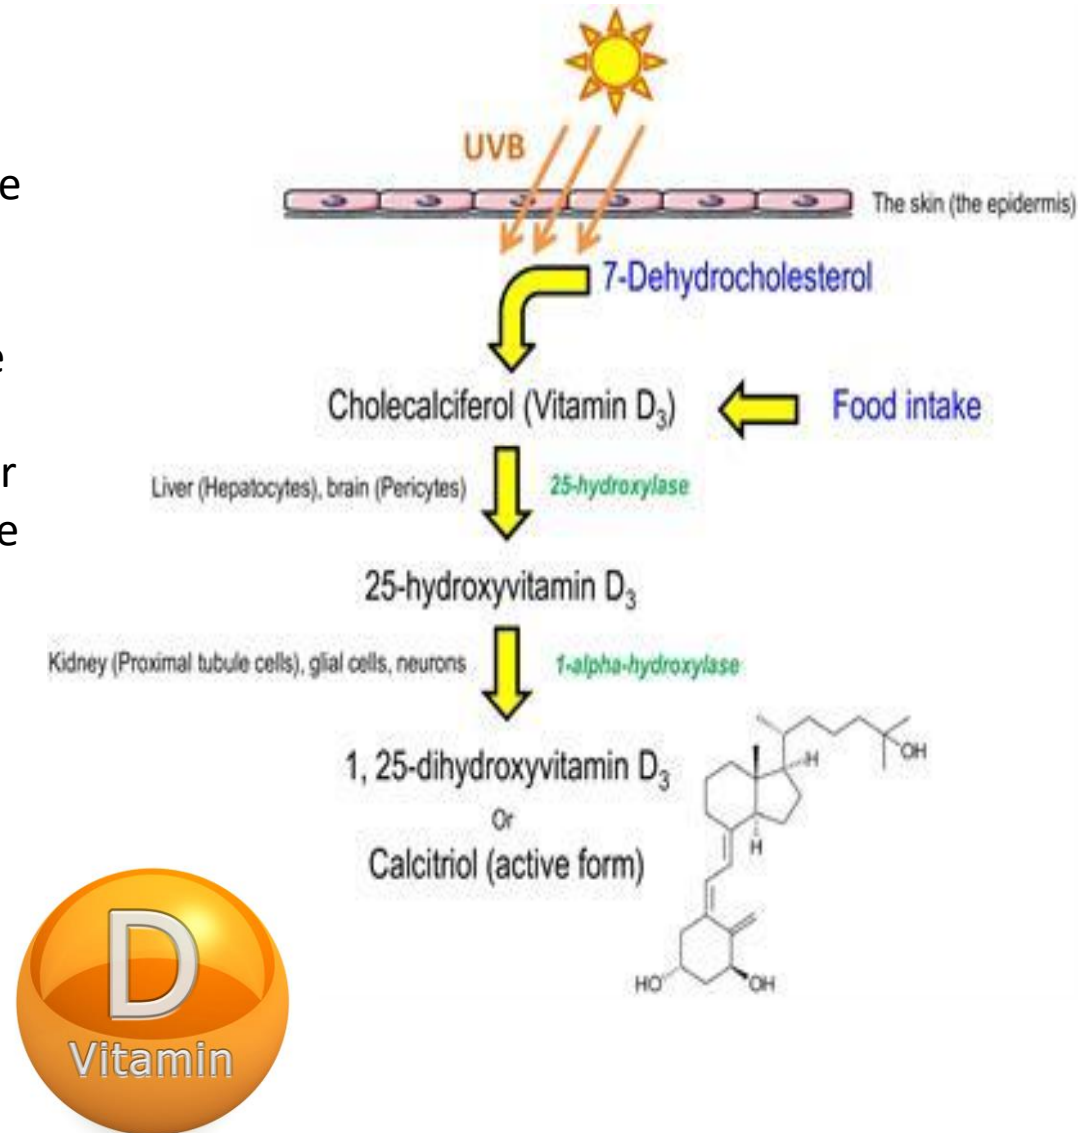 UVB
e
The skin (the epidermis)
7-Dehydrocholesterol
e
Cholecalciferol (Vitamin D₃)
Food intake
r
Liver (Hepatocytes), brain (Pericytes)
25-hydroxylase
e
25-hydroxyvitamin D₃
Kidney (Proximal tubule cells), glial cells, neurons
1-alpha-hydroxylase
1, 25-dihydroxyvitamin D₃
Or
Calcitriol (active form)
H
OH
H
HO
OH
D
Vitamin